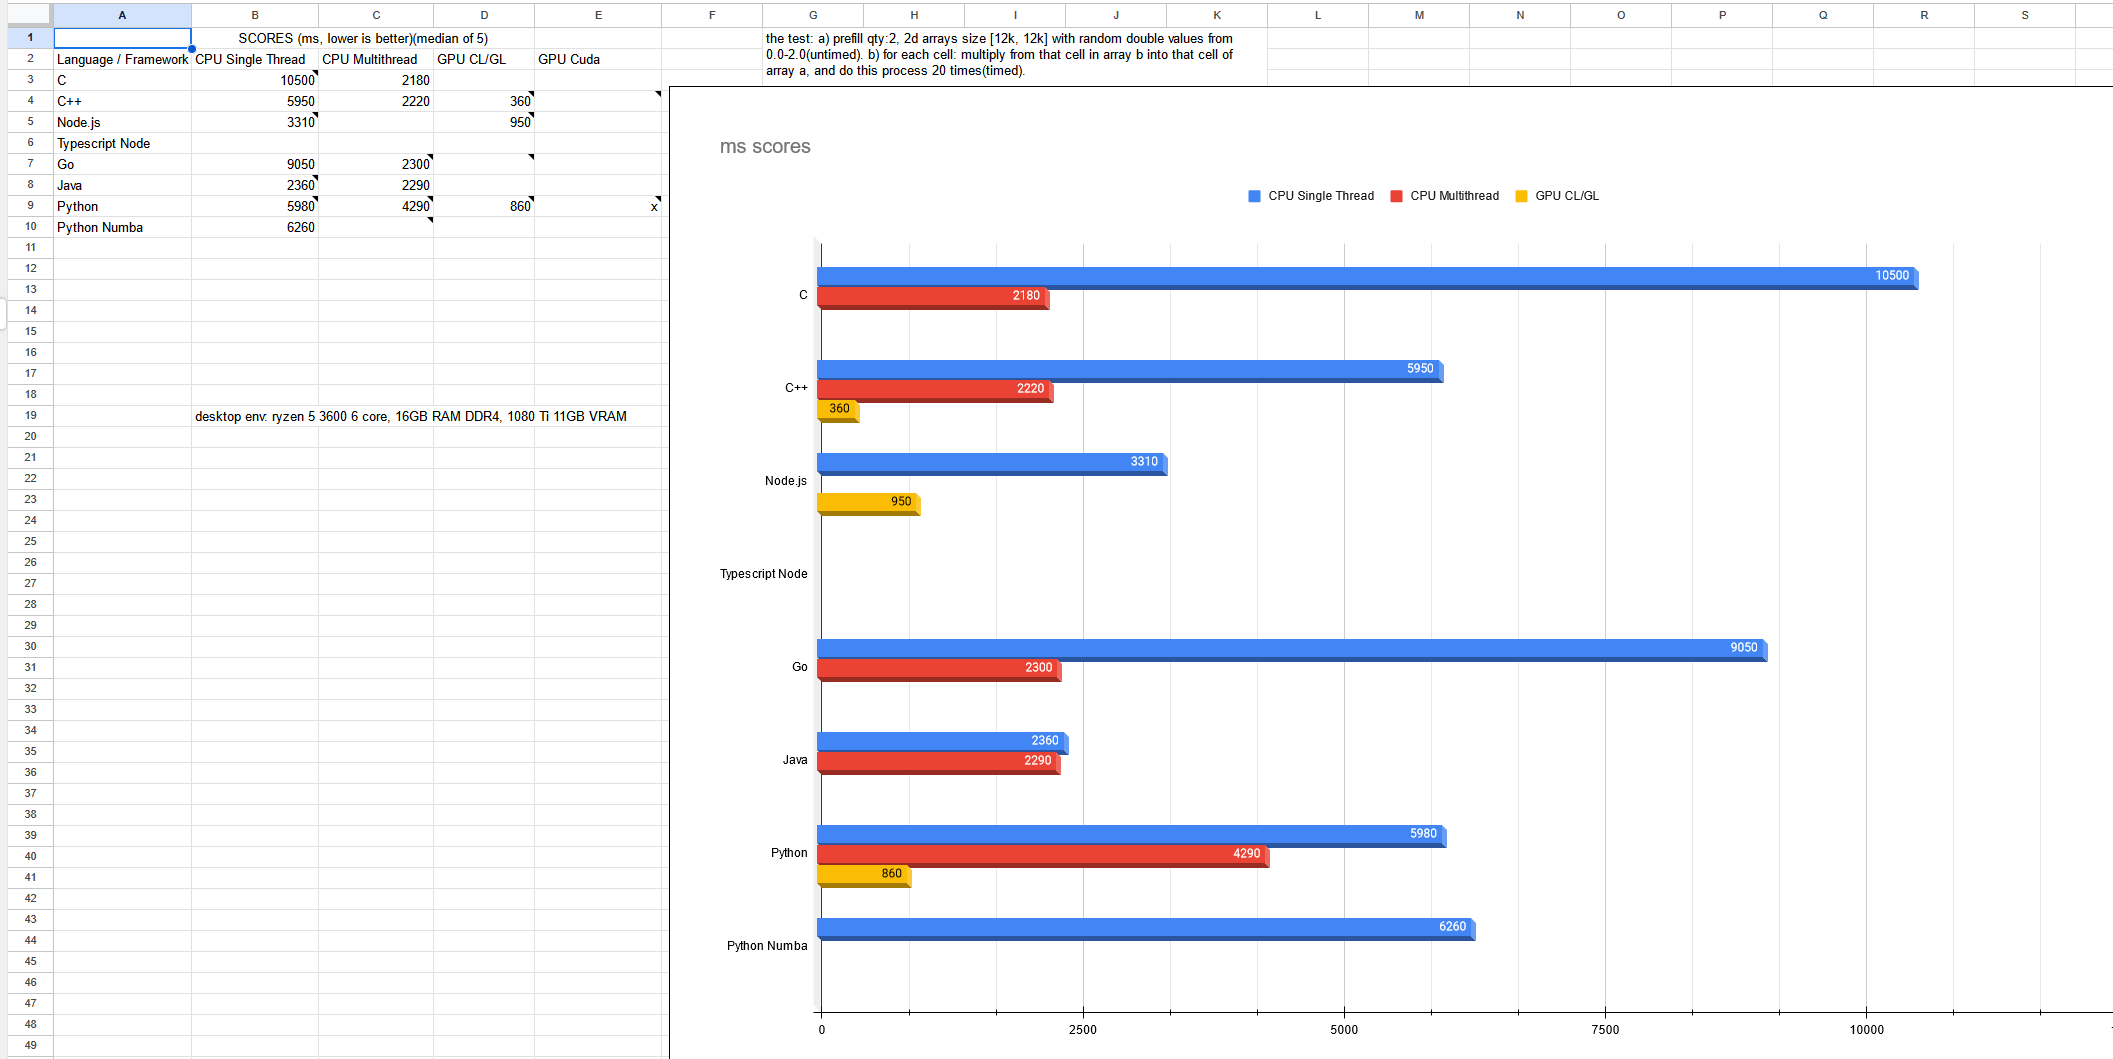 A B C D E F G H I J K L M N O P Q R S
1 SCORES (ms, lower is better)(median of 5)
2 Language / Framework CPU Single Thread CPU Multithread GPU CL/GL GPU Cuda
3 C 10500 2180
4 C++ 5950 2220 360
5 Node.js 3310 950
6 Typescript Node
7 Go 9050 2300
8 Java 2360 2290
9 Python 5980 4290 860 x
10 Python Numba 6260
11
12
13
14
15
16
17
18
19 desktop env: ryzen 5 3600 6 core, 16GB RAM DDR4, 1080 Ti 11GB VRAM
20
21
22
23
24
25
26
27
28
29
30
31
32
33
34
35
36
37
38
39
40
41
42
43
44
45
46
47
48
49
the test: a) prefill qty:2, 2d arrays size [12k, 12k] with random double values from
0.0-2.0(untimed). b) for each cell: multiply from that cell in array b into that cell of
array a, and do this process 20 times(timed).
ms scores
CPU Single Thread CPU Multithread GPU CL/GL
10500
C
2180
5950
C++
2220
360
3310
Node.js
950
Typescript Node
9050
Go
2300
2360
Java
2290
5980
Python
4290
860
6260
Python Numba
0 2500 5000 7500 10000